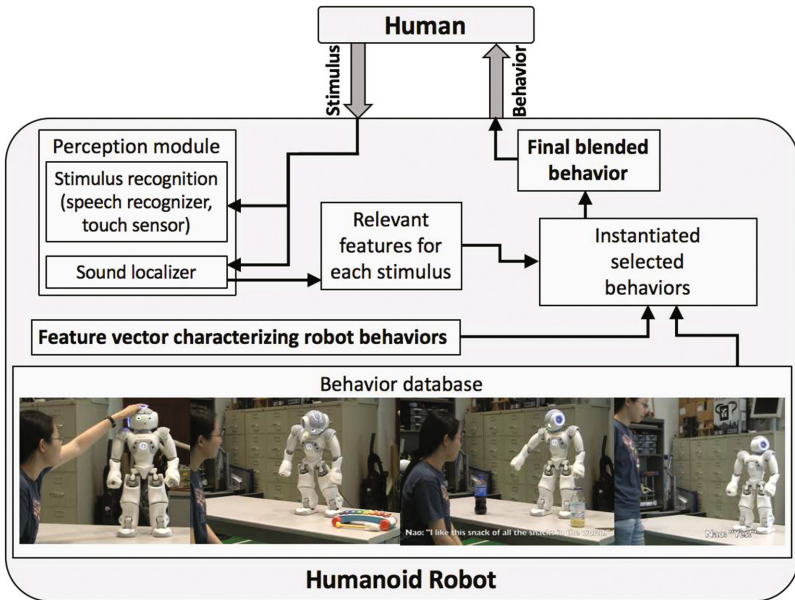 Human
Stimulus
Behavior
Perception module
Stimulus recognition
(speech recognizer,
touch sensor)
Sound localizer
Relevant
features for
each stimulus
Final blended
behavior
Instantiated
selected
behaviors
Feature vector characterizing robot behaviors
Behavior database
Nao: "I like this snack of all the snacks in the world."
Nao: "Yes"
Humanoid Robot